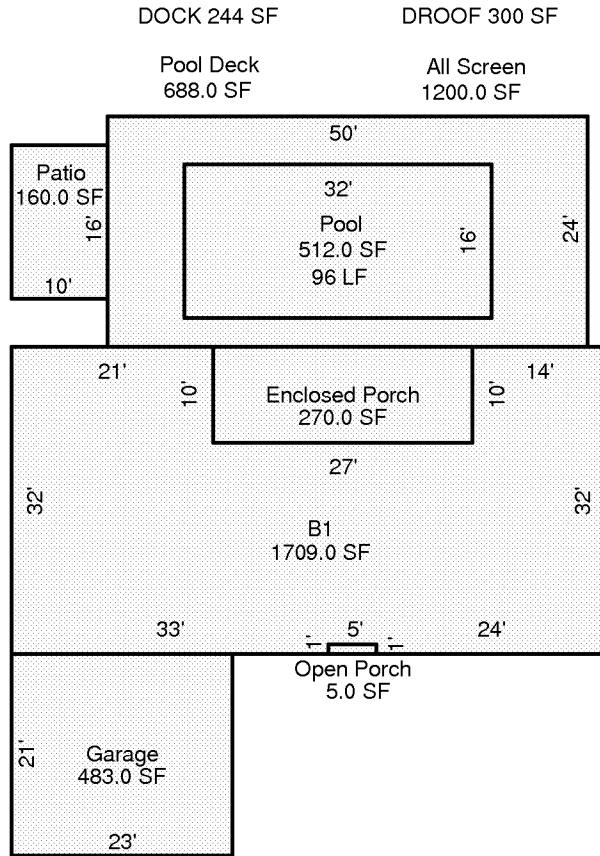 DOCK 244 SF
DROOF 300 SF
Pool Deck
688.0 SF
All Screen
1200.0 SF
50'
Patio
160.0 SF
16'
10'
32'
Pool
512.0 SF
96 LF
16'
24'
21'
10'
Enclosed Porch
270.0 SF
10'
14'
27'
32'
32'
B1
1709.0 SF
33'
1'
5'
1'
24'
Open Porch
5.0 SF
21'
Garage
483.0 SF
23'